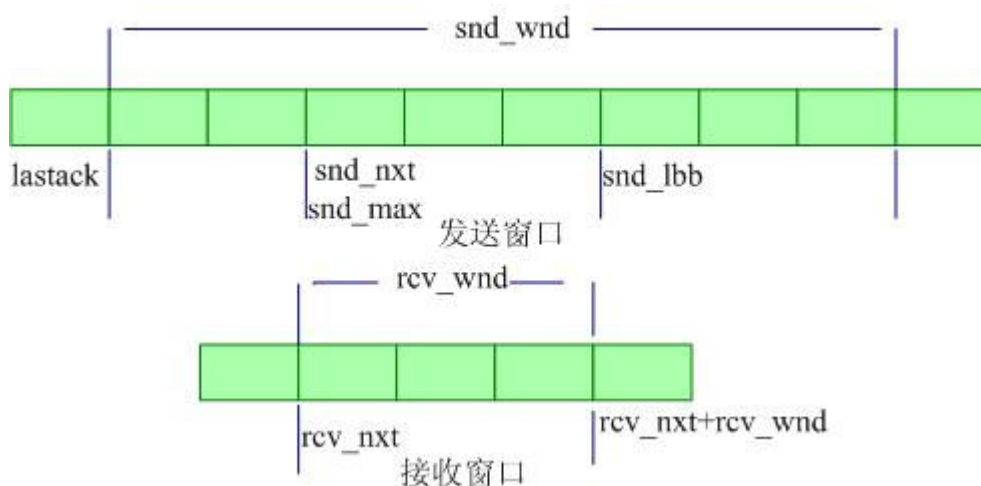 snd_wnd
lastack
snd_nxt
snd_max
snd_lbb
发送窗口
rcv_wnd
rcv_nxt
rcv_nxt+rcv_wnd
接收窗口